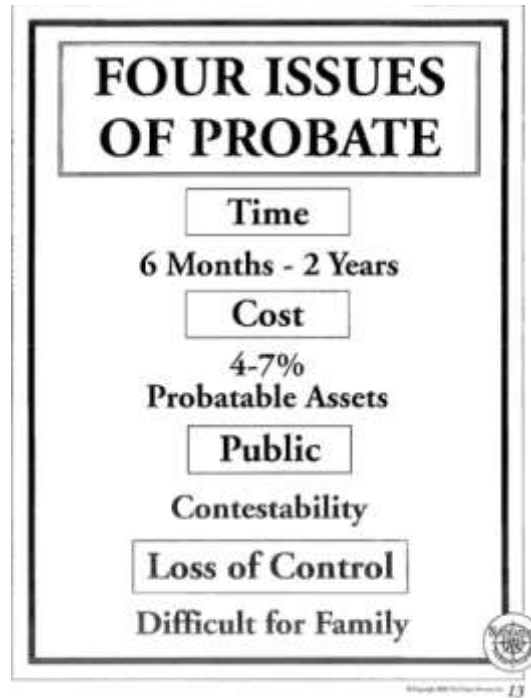 FOUR ISSUES
OF PROBATE
Time
6 Months - 2 Years
Cost
4-7%
Probatable Assets
Public
Contestability
Loss of Control
Difficult for Family
13